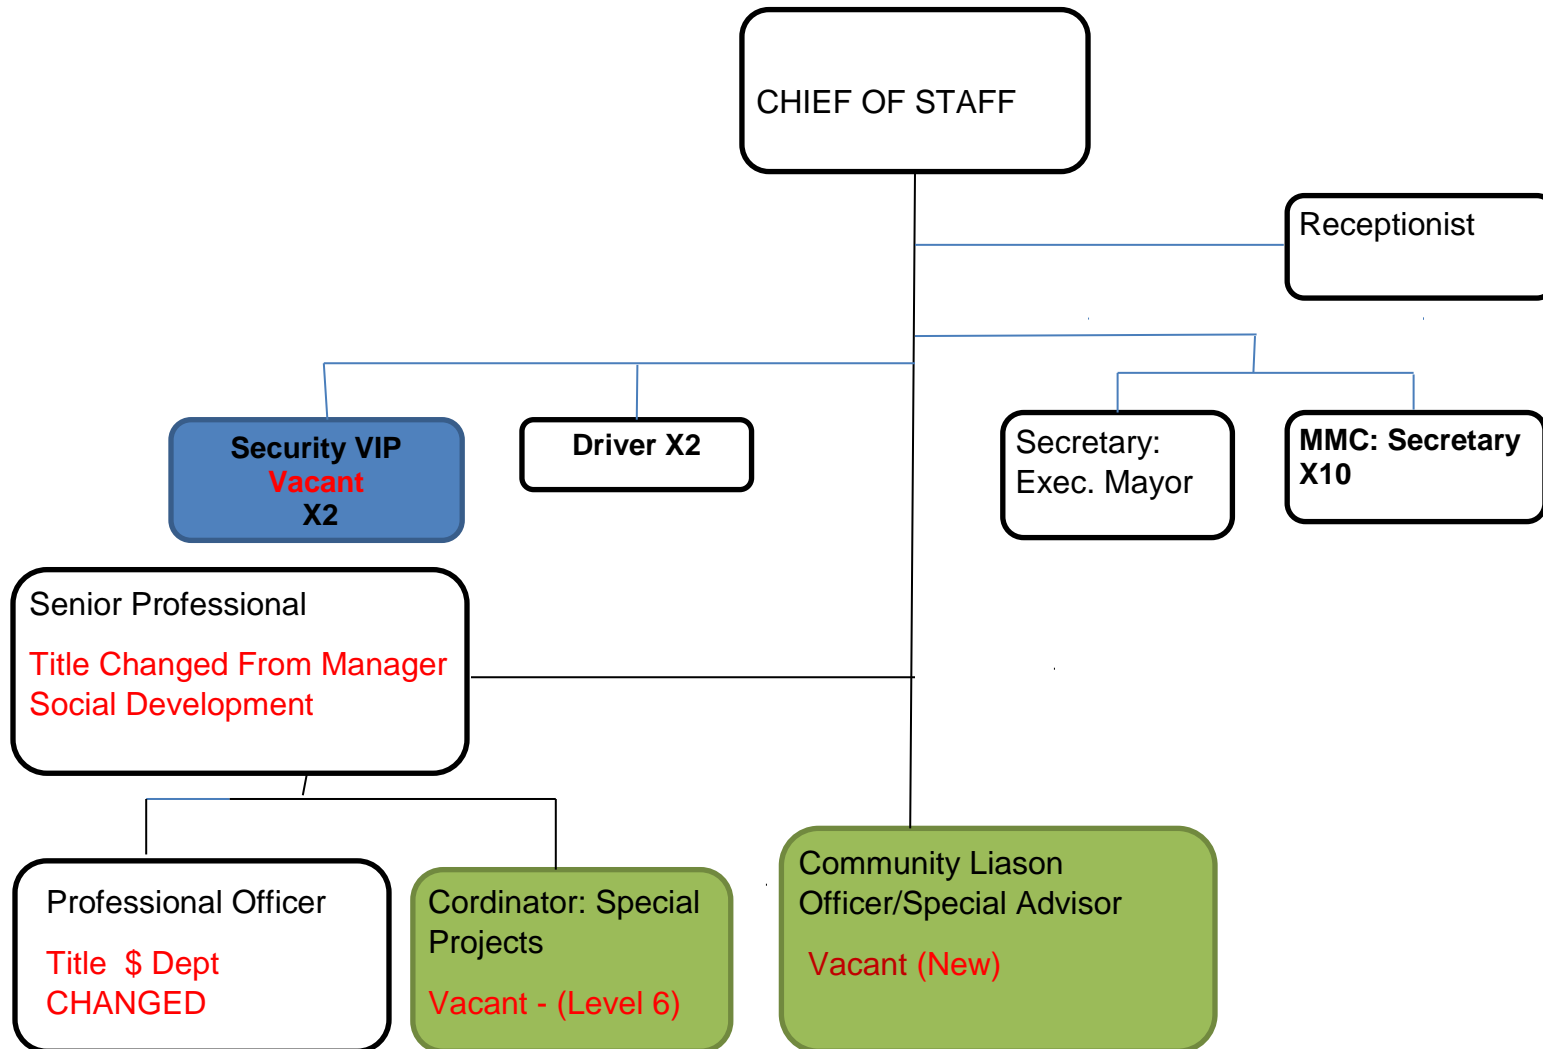 CHIEF OF STAFF
Receptionist
Security VIP
Vacant
X2
Driver X2
Secretary:
Exec. Mayor
MMC: Secretary
X10
Senior Professional
Title Changed From Manager
Social Development
Professional Officer
Title  $ Dept
CHANGED
Cordinator: Special
Projects
Vacant - (Level 6)
Community Liason
Officer/Special Advisor
Vacant (New)